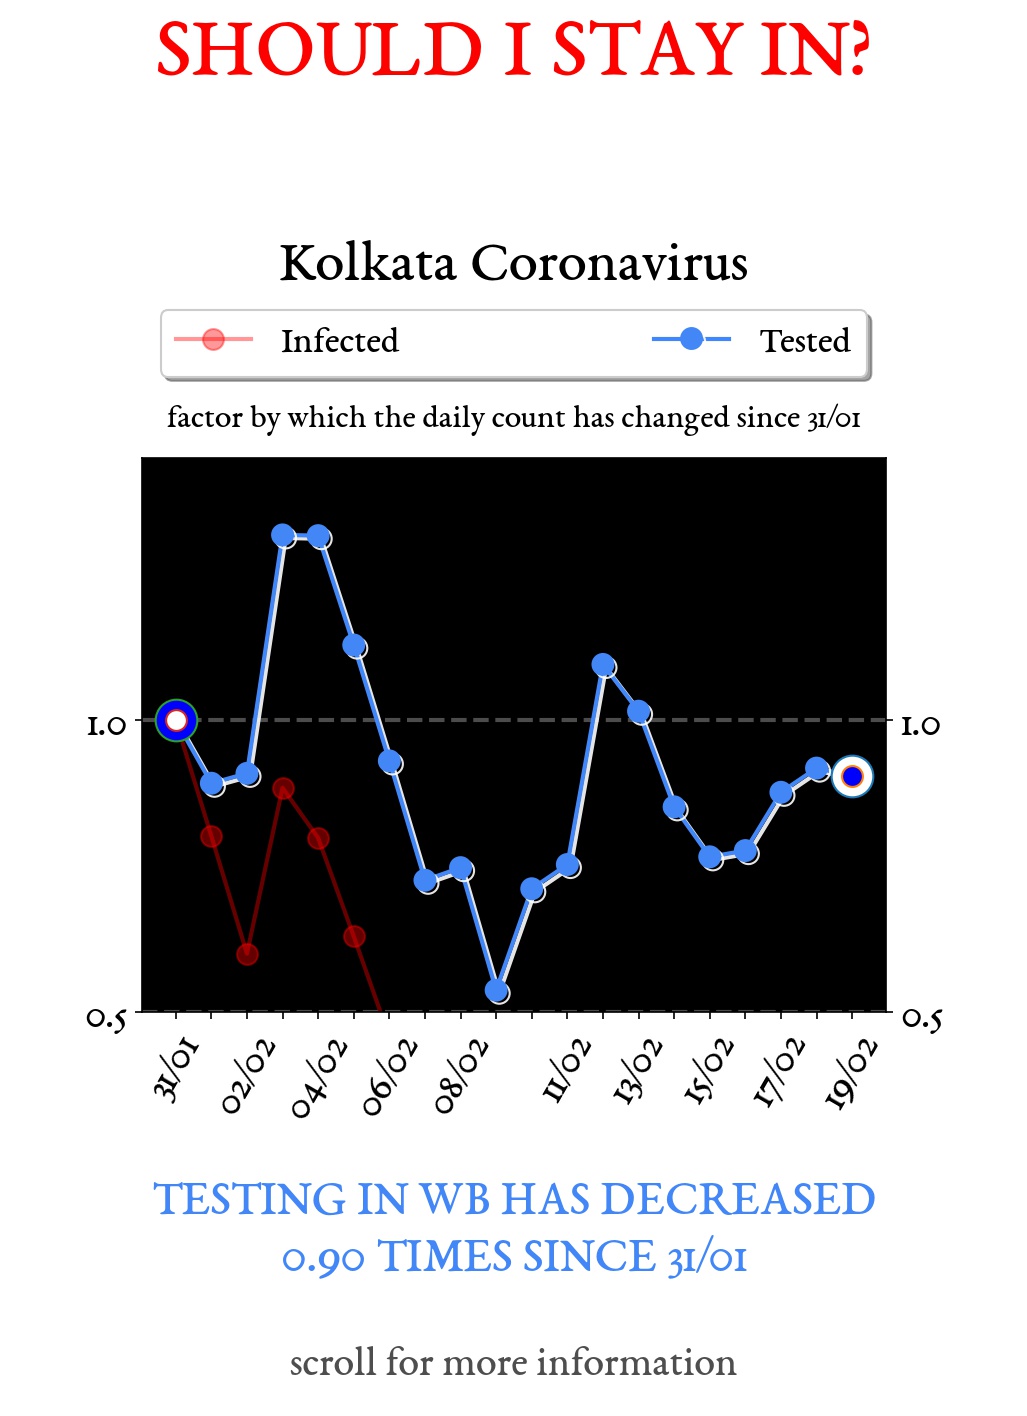 SHOULD I STAY IN?
Kolkata Coronavirus
Infected Tested
factor by which the daily count has changed since 31/01
1.0 1.0
0.5 0.5
31/01 02/02 04/02 06/02 08/02 11/02 13/02 15/02 17/02 19/02
TESTING IN WB HAS DECREASED
0.90 TIMES SINCE 31/01
scroll for more information